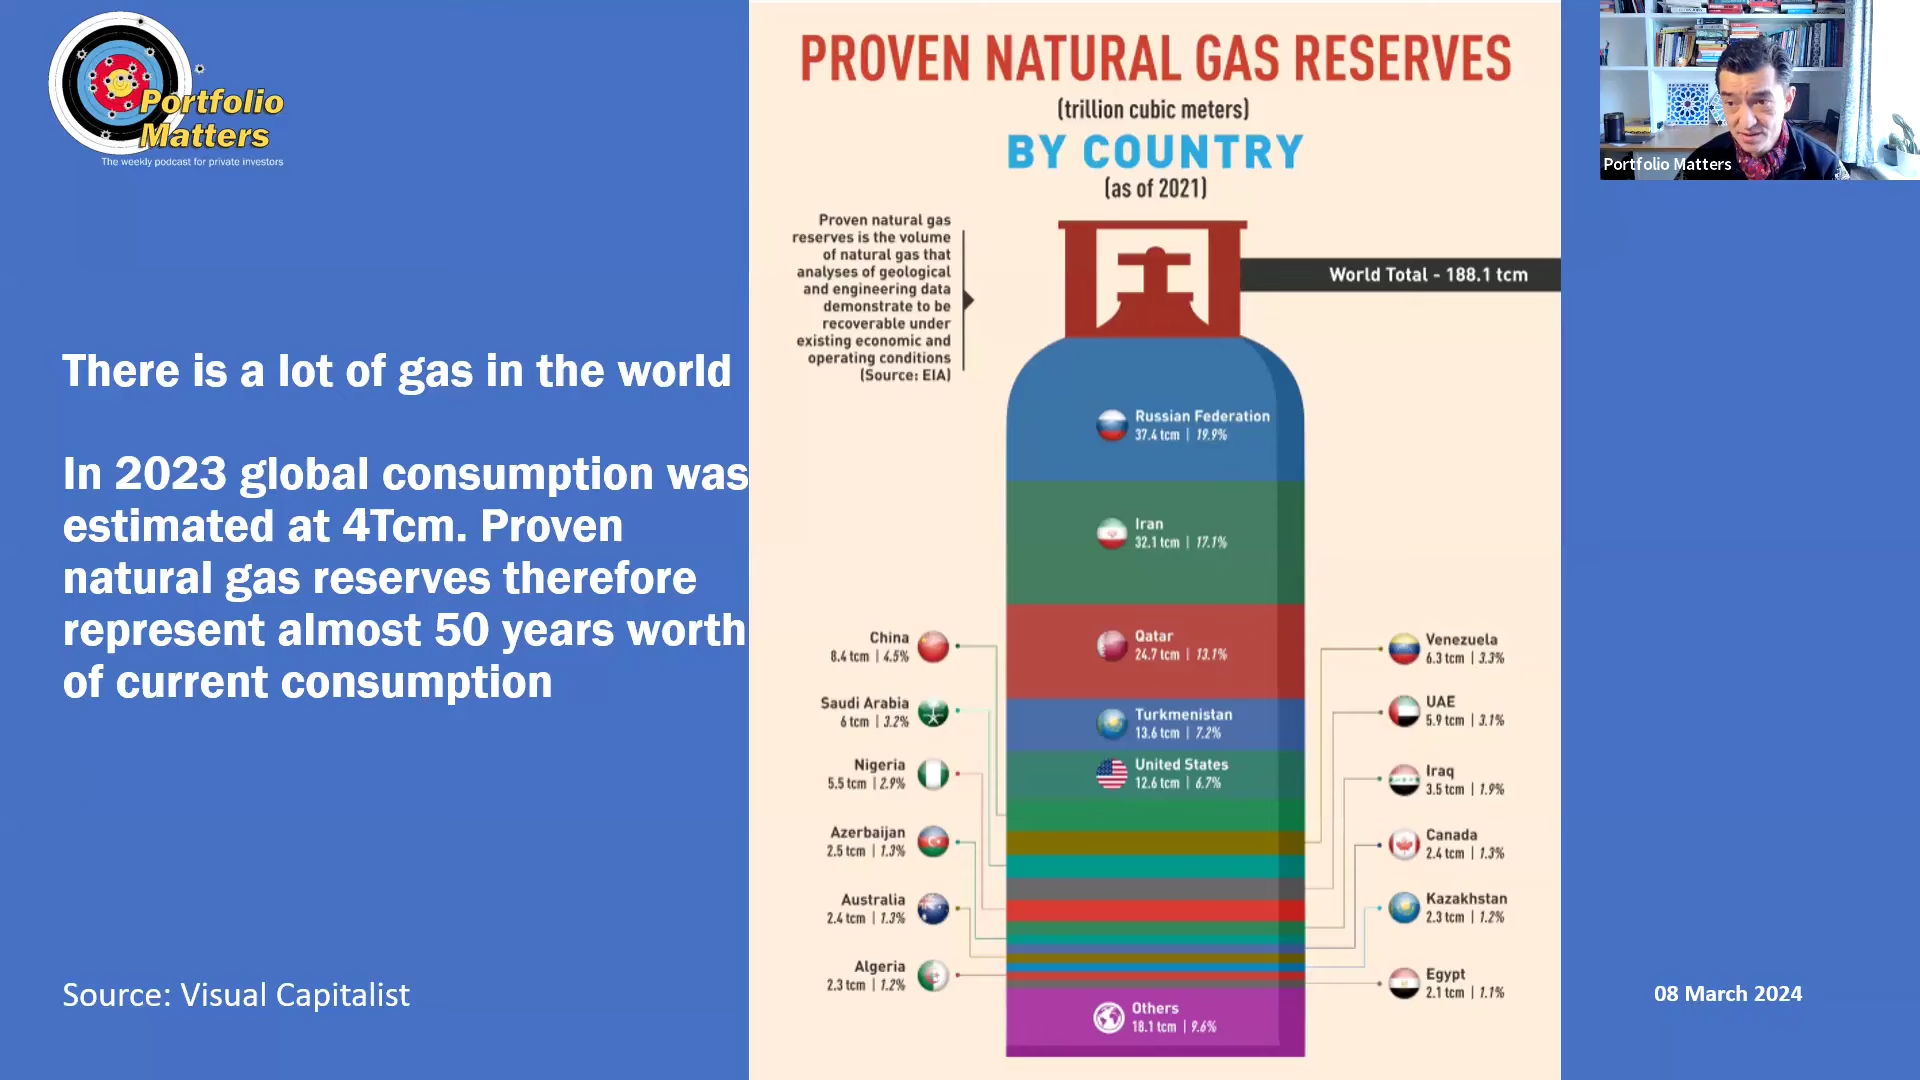 Portfolio
Matters
The weekly podcast for private investors
There is a lot of gas in the world
In 2023 global consumption was
estimated at 4Tcm. Proven
natural gas reserves therefore
represent almost 50 years worth
of current consumption
Source: Visual Capitalist
PROVEN NATURAL GAS RESERVES
(trillion cubic meters)
BY COUNTRY
(as of 2021)
Proven natural gas
reserves is the volume
of natural gas that
analyses of geological
and engineering data
demonstrate to be
recoverable under
existing economic and
operating conditions
(Source: EIA)
World Total - 188.1 tcm
Russian Federation
37.4 tcm | 19.9%
Iran
32.1 tcm | 17.1%
Qatar
24.7 tcm | 13.1%
Turkmenistan
13.6 tcm | 7.2%
United States
12.6 tcm | 6.7%
China
8.4 tcm | 4.5%
Saudi Arabia
6 tcm | 3.2%
Nigeria
5.5 tcm | 2.9%
Azerbaijan
2.5 tcm | 1.3%
Australia
2.4 tcm | 1.3%
Algeria
2.3 tcm | 1.2%
Venezuela
6.3 tcm | 3.3%
UAE
5.9 tcm | 3.1%
Iraq
3.5 tcm | 1.9%
Canada
2.4 tcm | 1.3%
Kazakhstan
2.3 tcm | 1.2%
Egypt
2.1 tcm | 1.1%
Others
18.1 tcm | 9.6%
Portfolio Matters
08 March 2024